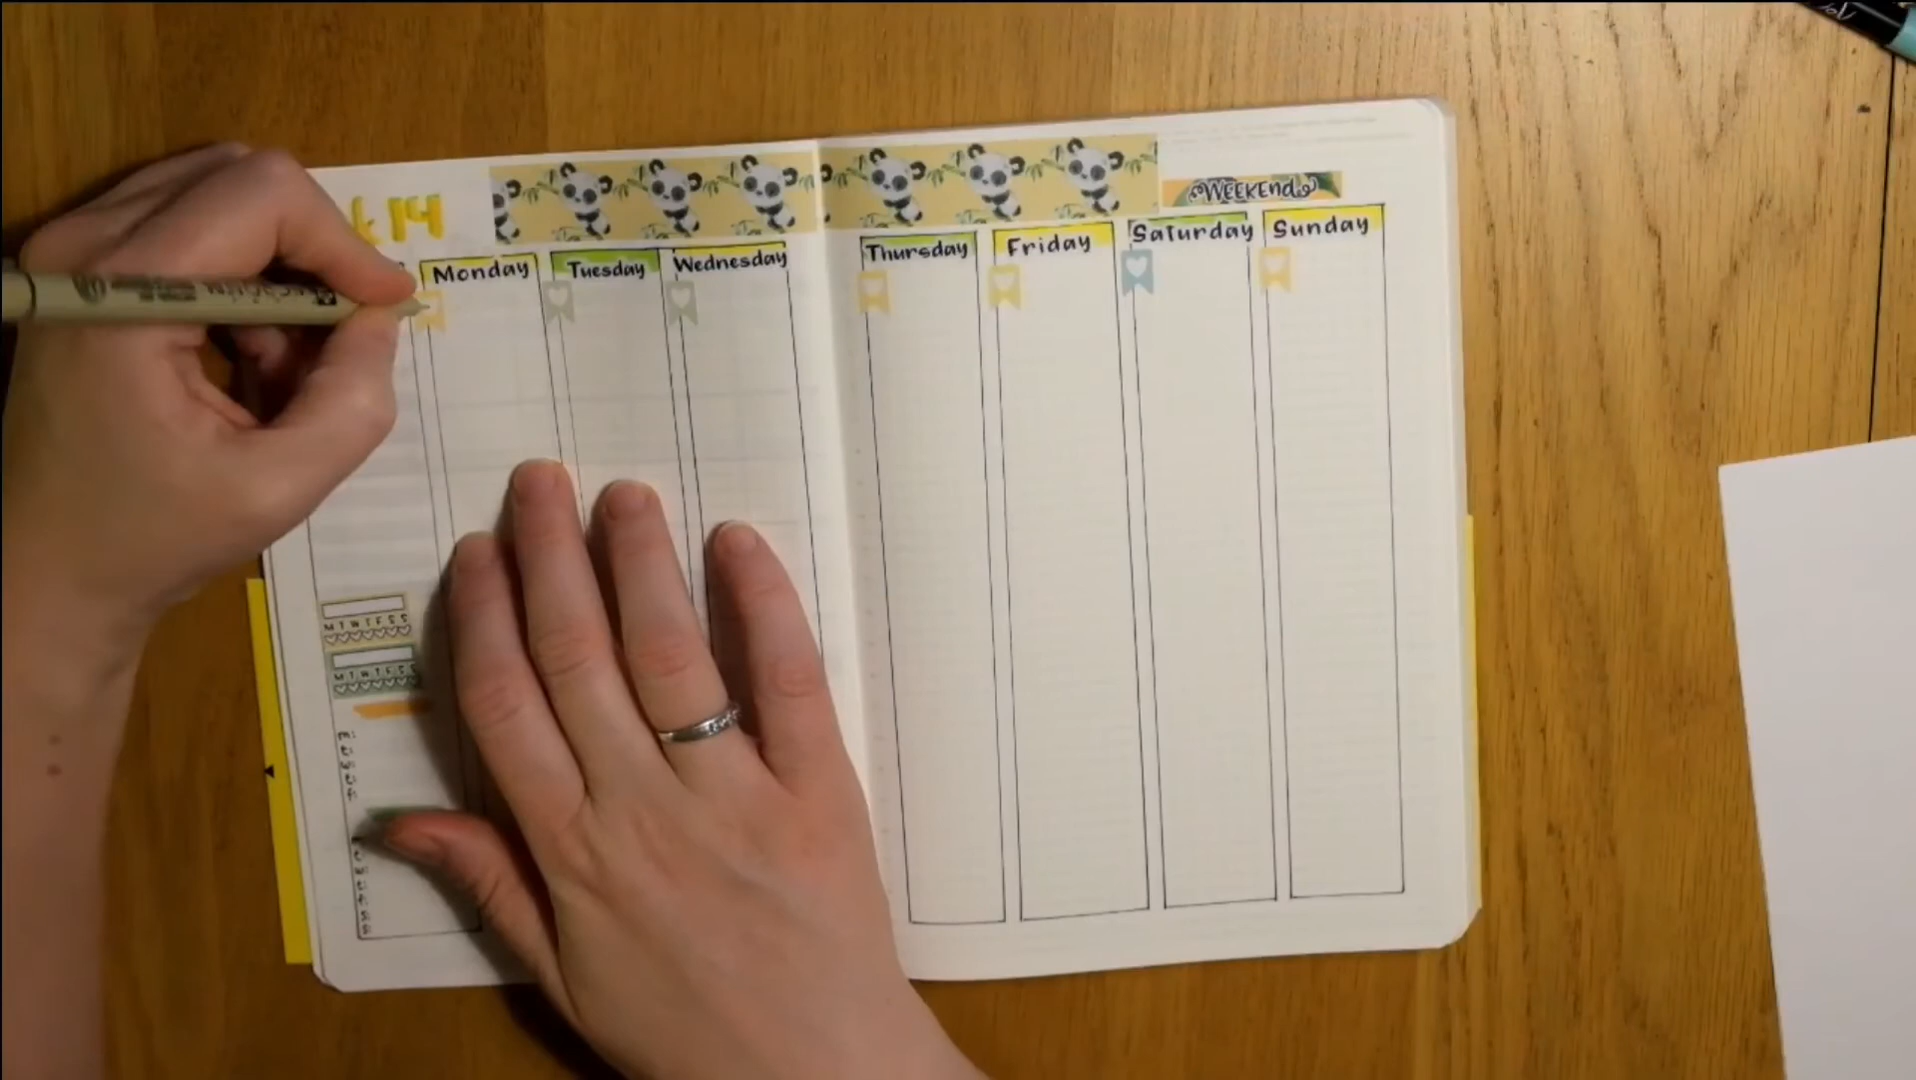 k 14
WEEKEnd
Monday Tuesday Wednesday Thursday Friday Saturday Sunday
M T W T F S S
M T W T F S S
m:
t: